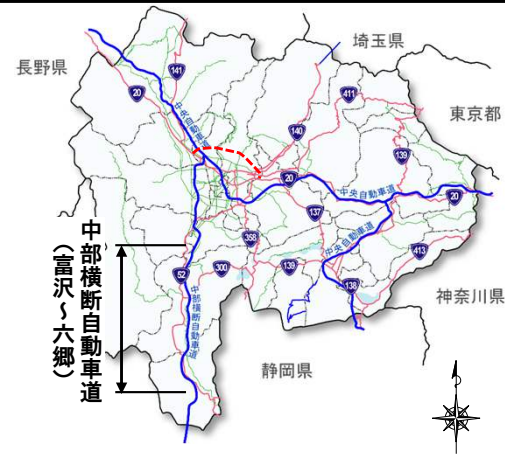 埼玉県
長野県
141
20
411
東京都
中央自動車道
140
139
20
中央自動車道
20
137
中央自動車道
358
413
中部横断自動車道
（富沢～六郷）
52
300
139
138
神奈川県
中部横断自動車道
静岡県